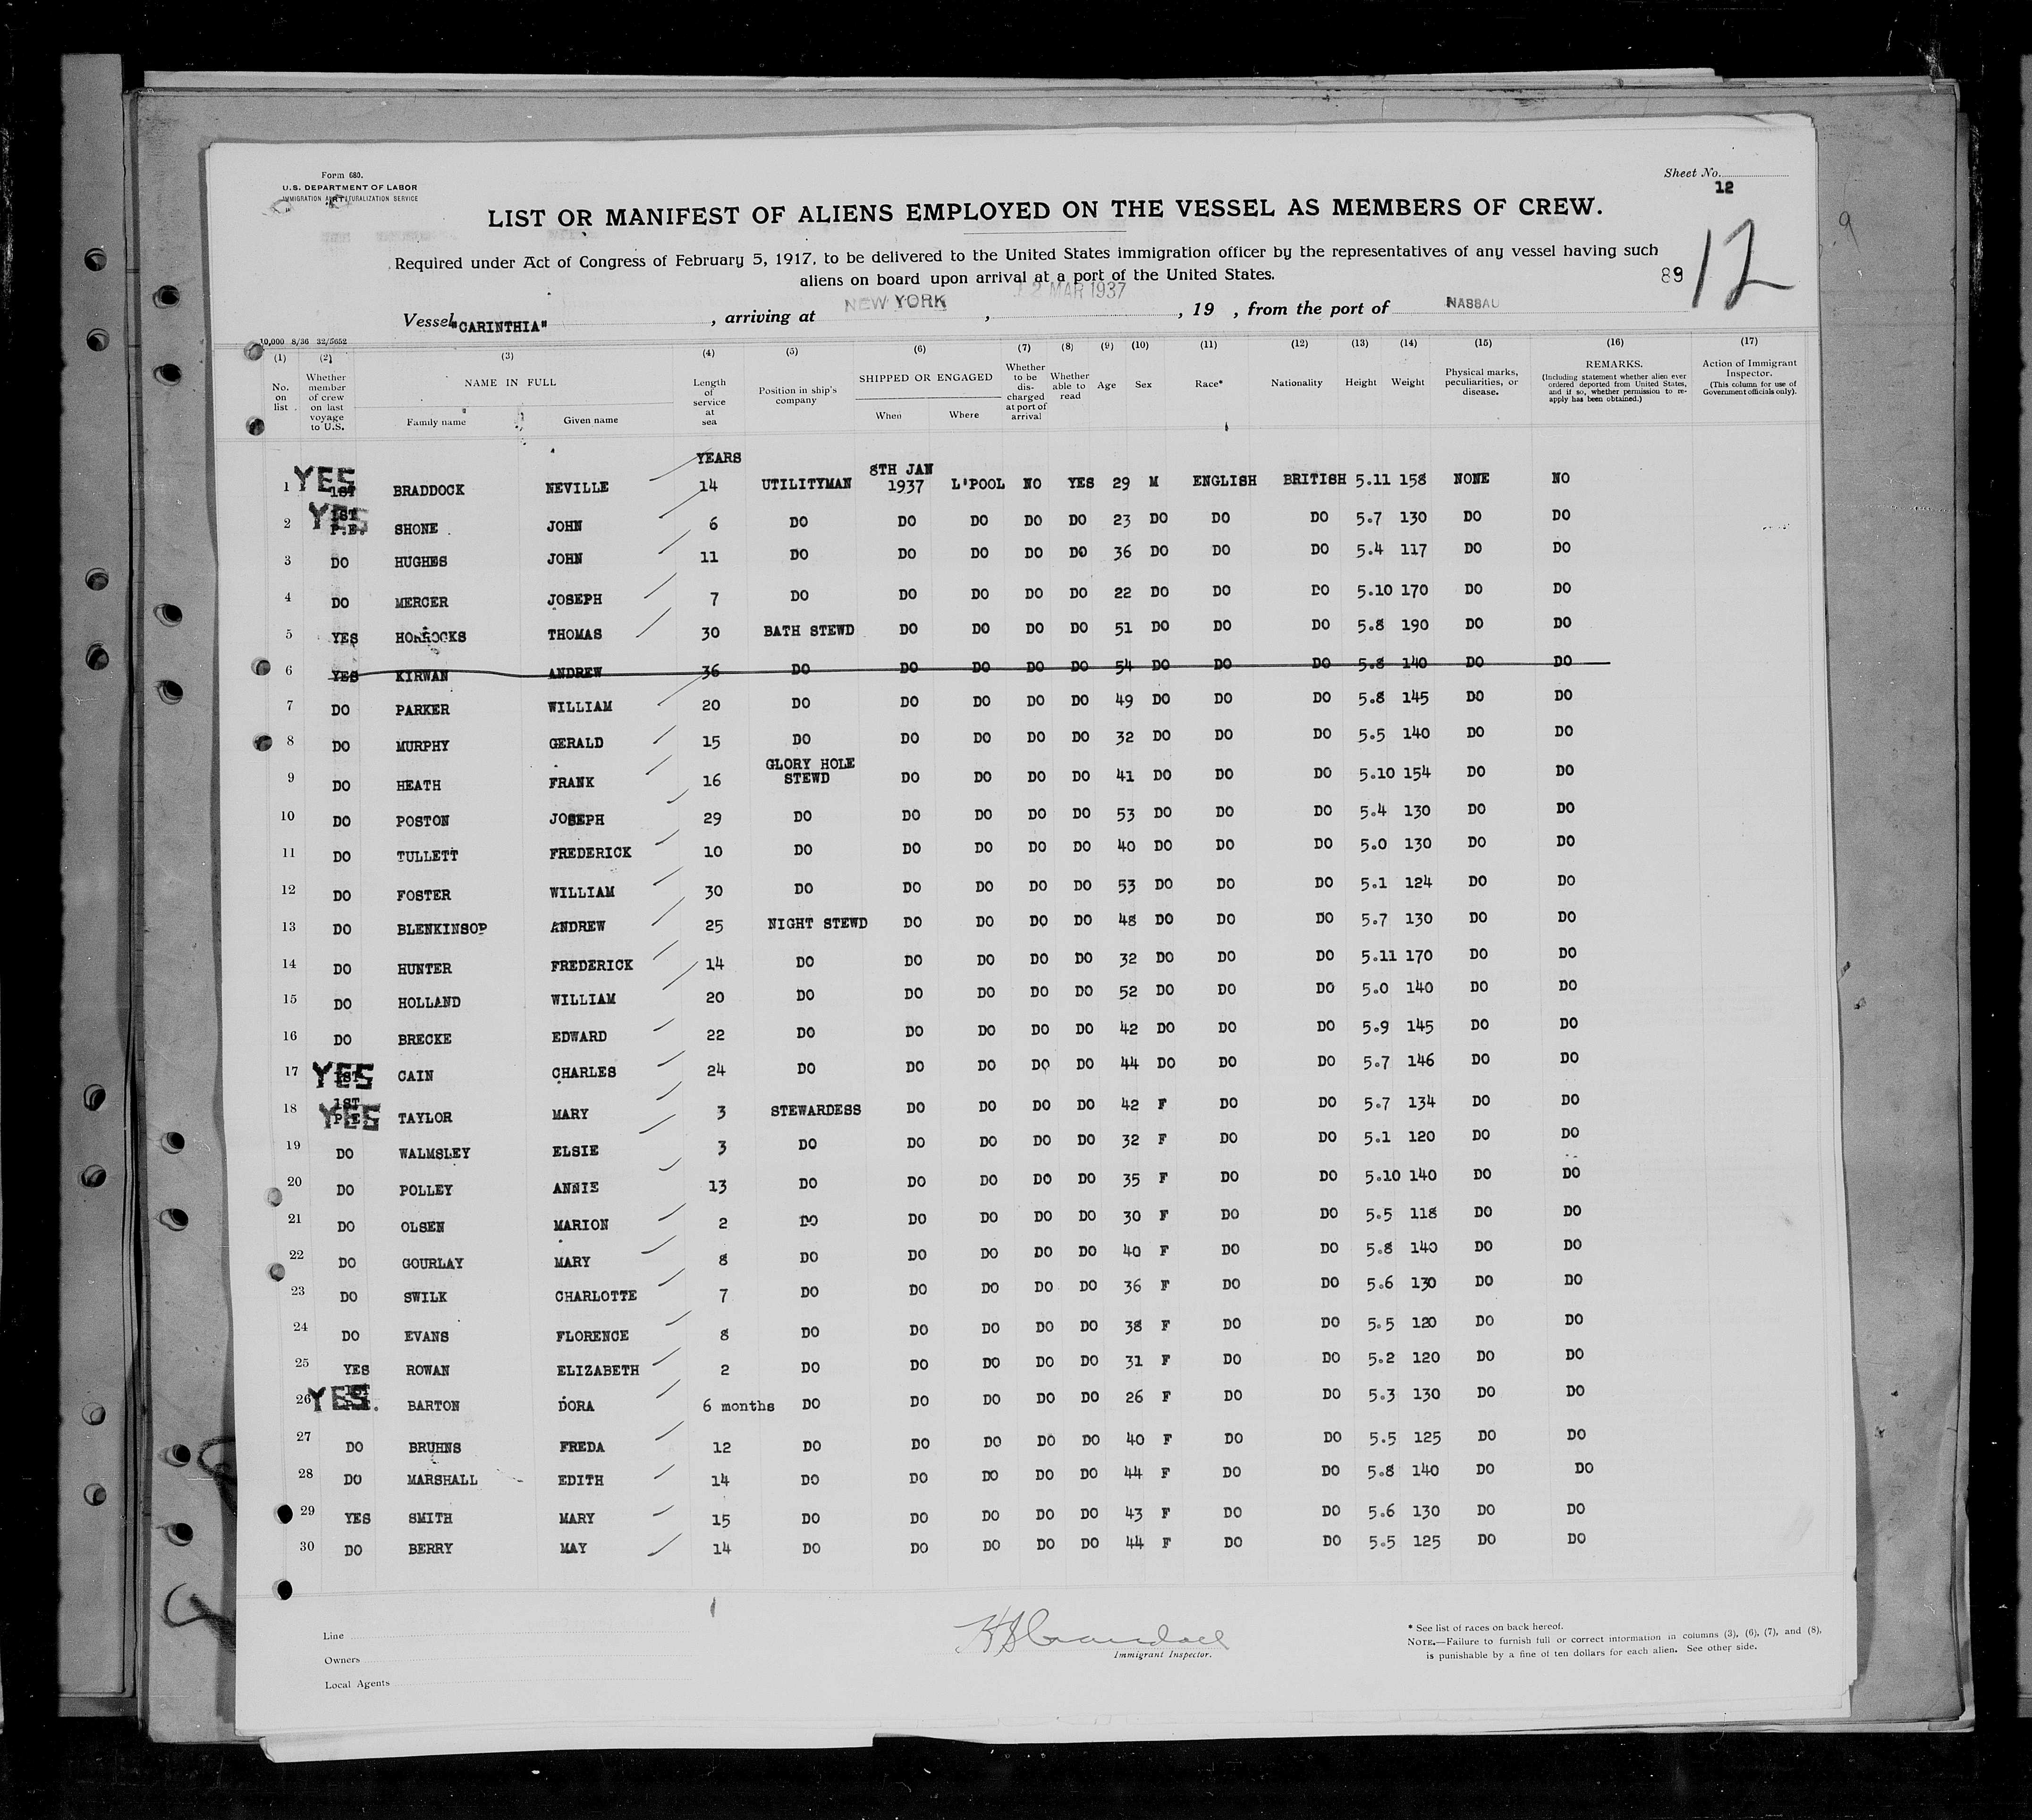 Form 680.
U.S. DEPARTMENT OF LABOR
Sheet No. 12
LIST OR MANIFEST OF ALIENS EMPLOYED ON THE VESSEL AS MEMBERS OF CREW.
Required under Act of Congress of February 5, 1917, to be delivered to the United States immigration officer by the representatives of any vessel having such
aliens on board upon arrival at a port of the United States.
89 12
Vessel "CARINTHIA", arriving at NEW YORK, 12 MAR 1937, 19 , from the port of NASSAU
10,000 8/36 32/5652
(1) (2) (3) (4) (5) (6) (7) (8) (9) (10) (11) (12) (13) (14) (15) (16) (17)
No. on list
Whether member of crew on last voyage to U.S.
NAME IN FULL
Family name Given name
Length of service at sea
Position in ship's company
SHIPPED OR ENGAGED
When Where
Whether to be discharged at port of arrival
Whether able to read
Age Sex Race* Nationality Height Weight
Physical marks, peculiarities, or disease.
REMARKS.
(Including statement whether alien ever ordered deported from United States, and if so, whether permission to reapply has been obtained.)
Action of Immigrant Inspector.
(This column for use of Government officials only).
YEARS
1 YES 1ST BRADDOCK NEVILLE 14 UTILITYMAN 8TH JAN 1937 L'POOL NO YES 29 M ENGLISH BRITISH 5.11 158 NONE NO
2 YES 1ST P.E. SHONE JOHN 6 DO DO DO DO DO 23 DO DO DO 5.7 130 DO DO
3 DO HUGHES JOHN 11 DO DO DO DO DO 36 DO DO DO 5.4 117 DO DO
4 DO MERCER JOSEPH 7 DO DO DO DO DO 22 DO DO DO 5.10 170 DO DO
5 YES HORROCKS THOMAS 30 BATH STEWD DO DO DO DO 51 DO DO DO 5.8 190 DO DO
6 YES KIRWAN ANDREW 36 DO DO DO DO DO 54 DO DO DO 5.8 140 DO DO
7 DO PARKER WILLIAM 20 DO DO DO DO DO 49 DO DO DO 5.8 145 DO DO
8 DO MURPHY GERALD 15 DO DO DO DO DO 32 DO DO DO 5.5 140 DO DO
9 DO HEATH FRANK 16 GLORY HOLE STEWD DO DO DO DO 41 DO DO DO 5.10 154 DO DO
10 DO POSTON JOSEPH 29 DO DO DO DO DO 53 DO DO DO 5.4 130 DO DO
11 DO TULLETT FREDERICK 10 DO DO DO DO DO 40 DO DO DO 5.0 130 DO DO
12 DO FOSTER WILLIAM 30 DO DO DO DO DO 53 DO DO DO 5.1 124 DO DO
13 DO BLENKINSOP ANDREW 25 NIGHT STEWD DO DO DO DO 48 DO DO DO 5.7 130 DO DO
14 DO HUNTER FREDERICK 14 DO DO DO DO DO 32 DO DO DO 5.11 170 DO DO
15 DO HOLLAND WILLIAM 20 DO DO DO DO DO 52 DO DO DO 5.0 140 DO DO
16 DO BRECKE EDWARD 22 DO DO DO DO DO 42 DO DO DO 5.9 145 DO DO
17 YES 1ST CAIN CHARLES 24 DO DO DO DO DO 44 DO DO DO 5.7 146 DO DO
18 YES 1ST P.E. TAYLOR MARY 3 STEWARDESS DO DO DO DO 42 F DO DO 5.7 134 DO DO
19 DO WALMSLEY ELSIE 3 DO DO DO DO DO 32 F DO DO 5.1 120 DO DO
20 DO POLLEY ANNIE 13 DO DO DO DO DO 35 F DO DO 5.10 140 DO DO
21 DO OLSEN MARION 2 DO DO DO DO DO 30 F DO DO 5.5 118 DO DO
22 DO GOURLAY MARY 8 DO DO DO DO DO 40 F DO DO 5.8 140 DO DO
23 DO SWILK CHARLOTTE 7 DO DO DO DO DO 36 F DO DO 5.6 130 DO DO
24 DO EVANS FLORENCE 8 DO DO DO DO DO 38 F DO DO 5.5 120 DO DO
25 YES ROWAN ELIZABETH 2 DO DO DO DO DO 31 F DO DO 5.2 120 DO DO
26 YES. BARTON DORA 6 months DO DO DO DO DO 26 F DO DO 5.3 130 DO DO
27 DO BRUHNS FREDA 12 DO DO DO DO DO 40 F DO DO 5.5 125 DO DO
28 DO MARSHALL EDITH 14 DO DO DO DO DO 44 F DO DO 5.8 140 DO DO
29 YES SMITH MARY 15 DO DO DO DO DO 43 F DO DO 5.6 130 DO DO
30 DO BERRY MAY 14 DO DO DO DO DO 44 F DO DO 5.5 125 DO DO
Line
Owners
Local Agents
Immigrant Inspector.
* See list of races on back hereof.
NOTE.—Failure to furnish full or correct information in columns (3), (6), (7), and (8),
is punishable by a fine of ten dollars for each alien. See other side.